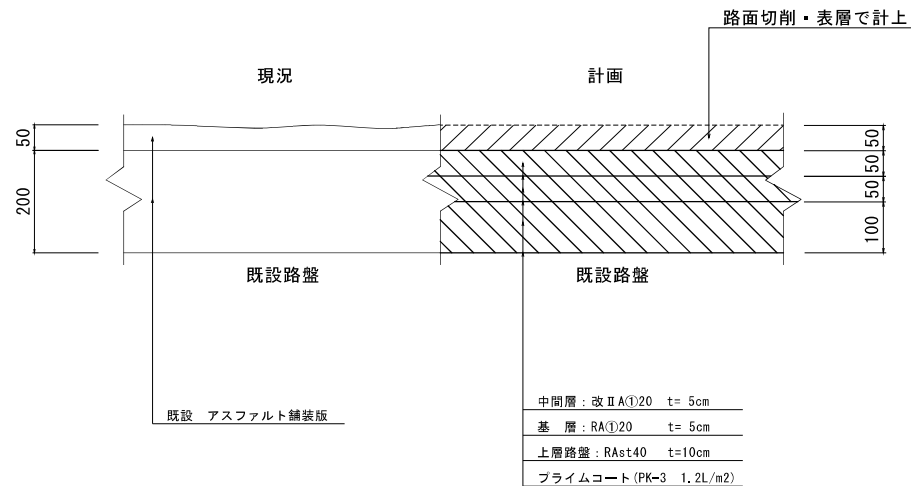 路面切削・表層で計上
現況
計画
50
200
50
50
50
100
既設路盤
既設路盤
既設 アスファルト舗装版
中間層：改ⅡA①20 t= 5cm
基 層：RA①20 t= 5cm
上層路盤：RAst40 t=10cm
プライムコート(PK-3 1.2L/m2)